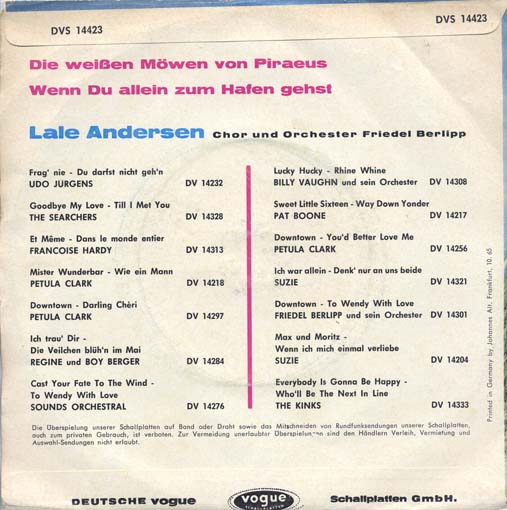 DVS 14423
DVS 14423
Die weißen Möwen von Piraeus
Wenn Du allein zum Hafen gehst
Lale Andersen Chor und Orchester Friedel Berlipp
Frag' nie - Du darfst nicht geh'n
UDO JURGENS DV 14232
Goodbye My Love - Till I Met You
THE SEARCHERS DV 14328
Et Même - Dans le monde entier
FRANCOISE HARDY DV 14313
Mister Wunderbar - Wie ein Mann
PETULA CLARK DV 14218
Downtown - Darling Chèri
PETULA CLARK DV 14297
Ich trau' Dir -
Die Veilchen blüh'n im Mai
REGINE und BOY BERGER DV 14284
Cast Your Fate To The Wind -
To Wendy With Love
SOUNDS ORCHESTRAL DV 14276
Lucky Hucky - Rhine Whine
BILLY VAUGHN und sein Orchester DV 14308
Sweet Little Sixteen - Way Down Yonder
PAT BOONE DV 14217
Downtown - You'd Better Love Me
PETULA CLARK DV 14256
Ich war allein - Denk' nur an uns beide
SUZIE DV 14321
Downtown - To Wendy With Love
FRIEDEL BERLIPP und sein Orchester DV 14301
Max und Moritz -
Wenn ich mich einmal verliebe
SUZIE DV 14204
Everybody Is Gonna Be Happy -
Who'll Be The Next In Line
THE KINKS DV 14333
Printed in Germany by Johannes Alt, Frankfurt, 10. 65
Die Überspielung unserer Schallplatten auf Band oder Draht sowie das Mitschneiden von Rundfunksendungen unserer Schallplatten,
auch zum privaten Gebrauch, ist verboten. Zur Vermeidung unerlaubter Überspielungen sind den Händlern Verleih, Vermietung und
Auswahl-Sendungen nicht erlaubt.
DEUTSCHE vogue vogue Schallplatten GmbH.
SCHALLPLATTEN